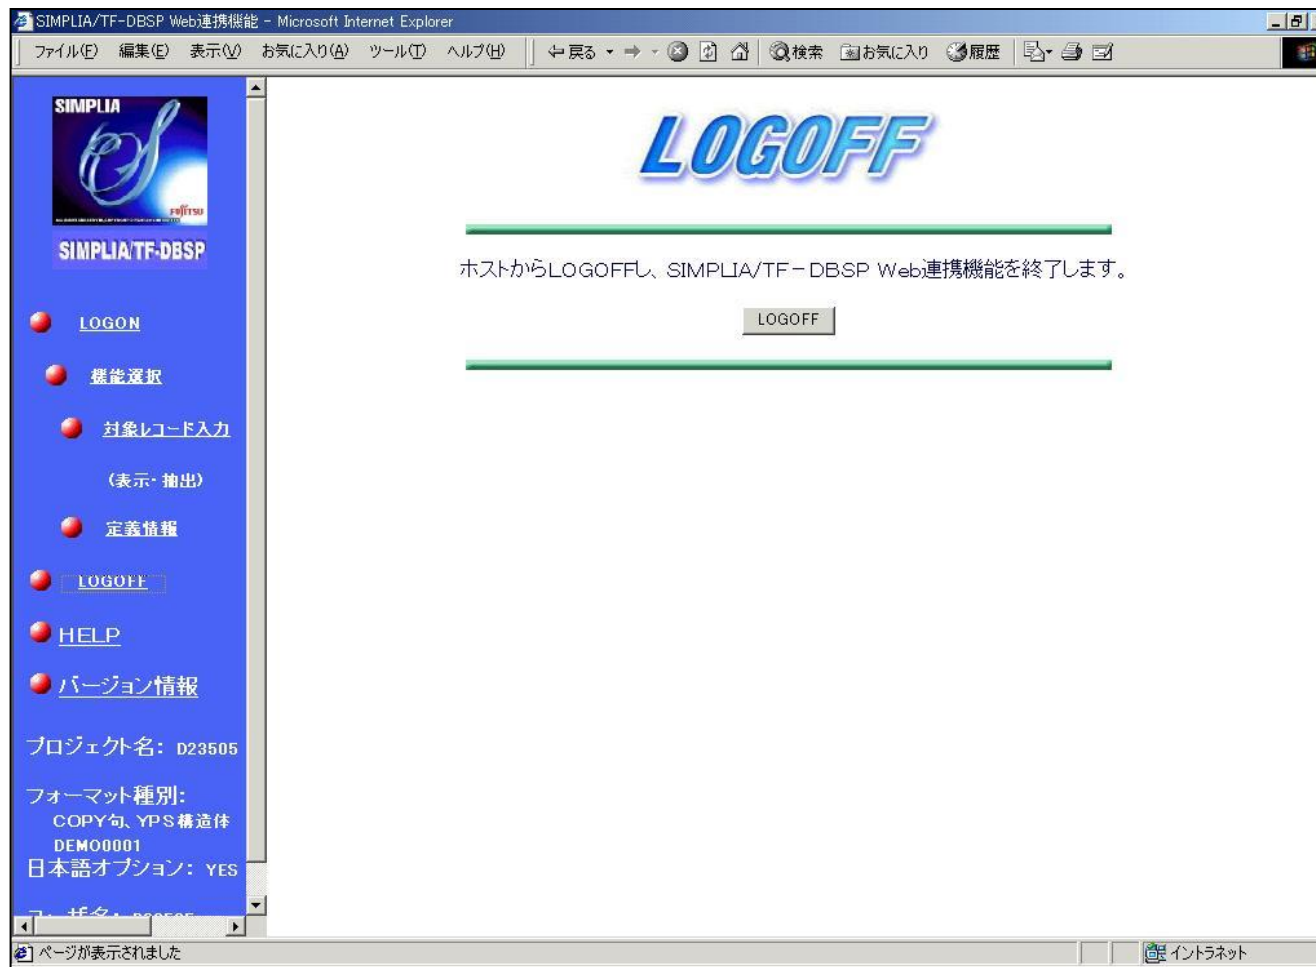 SIMPLIA/TF-DBSP Web連携機能 - Microsoft Internet Explorer
ファイル(F) 編集(E) 表示(V) お気に入り(A) ツール(T) ヘルプ(H) 戻る 検索 お気に入り 履歴
SIMPLIA
FUJITSU
SIMPLIA/TF-DBSP
LOGON
機能選択
対象レコード入力
(表示・抽出)
定義情報
LOGOFF
HELP
バージョン情報
プロジェクト名: D23505
フォーマット種別:
COPY句、YPS構造体
DEMO0001
日本語オプション: YES
LOGOFF
ホストからLOGOFFし、SIMPLIA/TF-DBSP Web連携機能を終了します。
LOGOFF
ページが表示されました
イントラネット